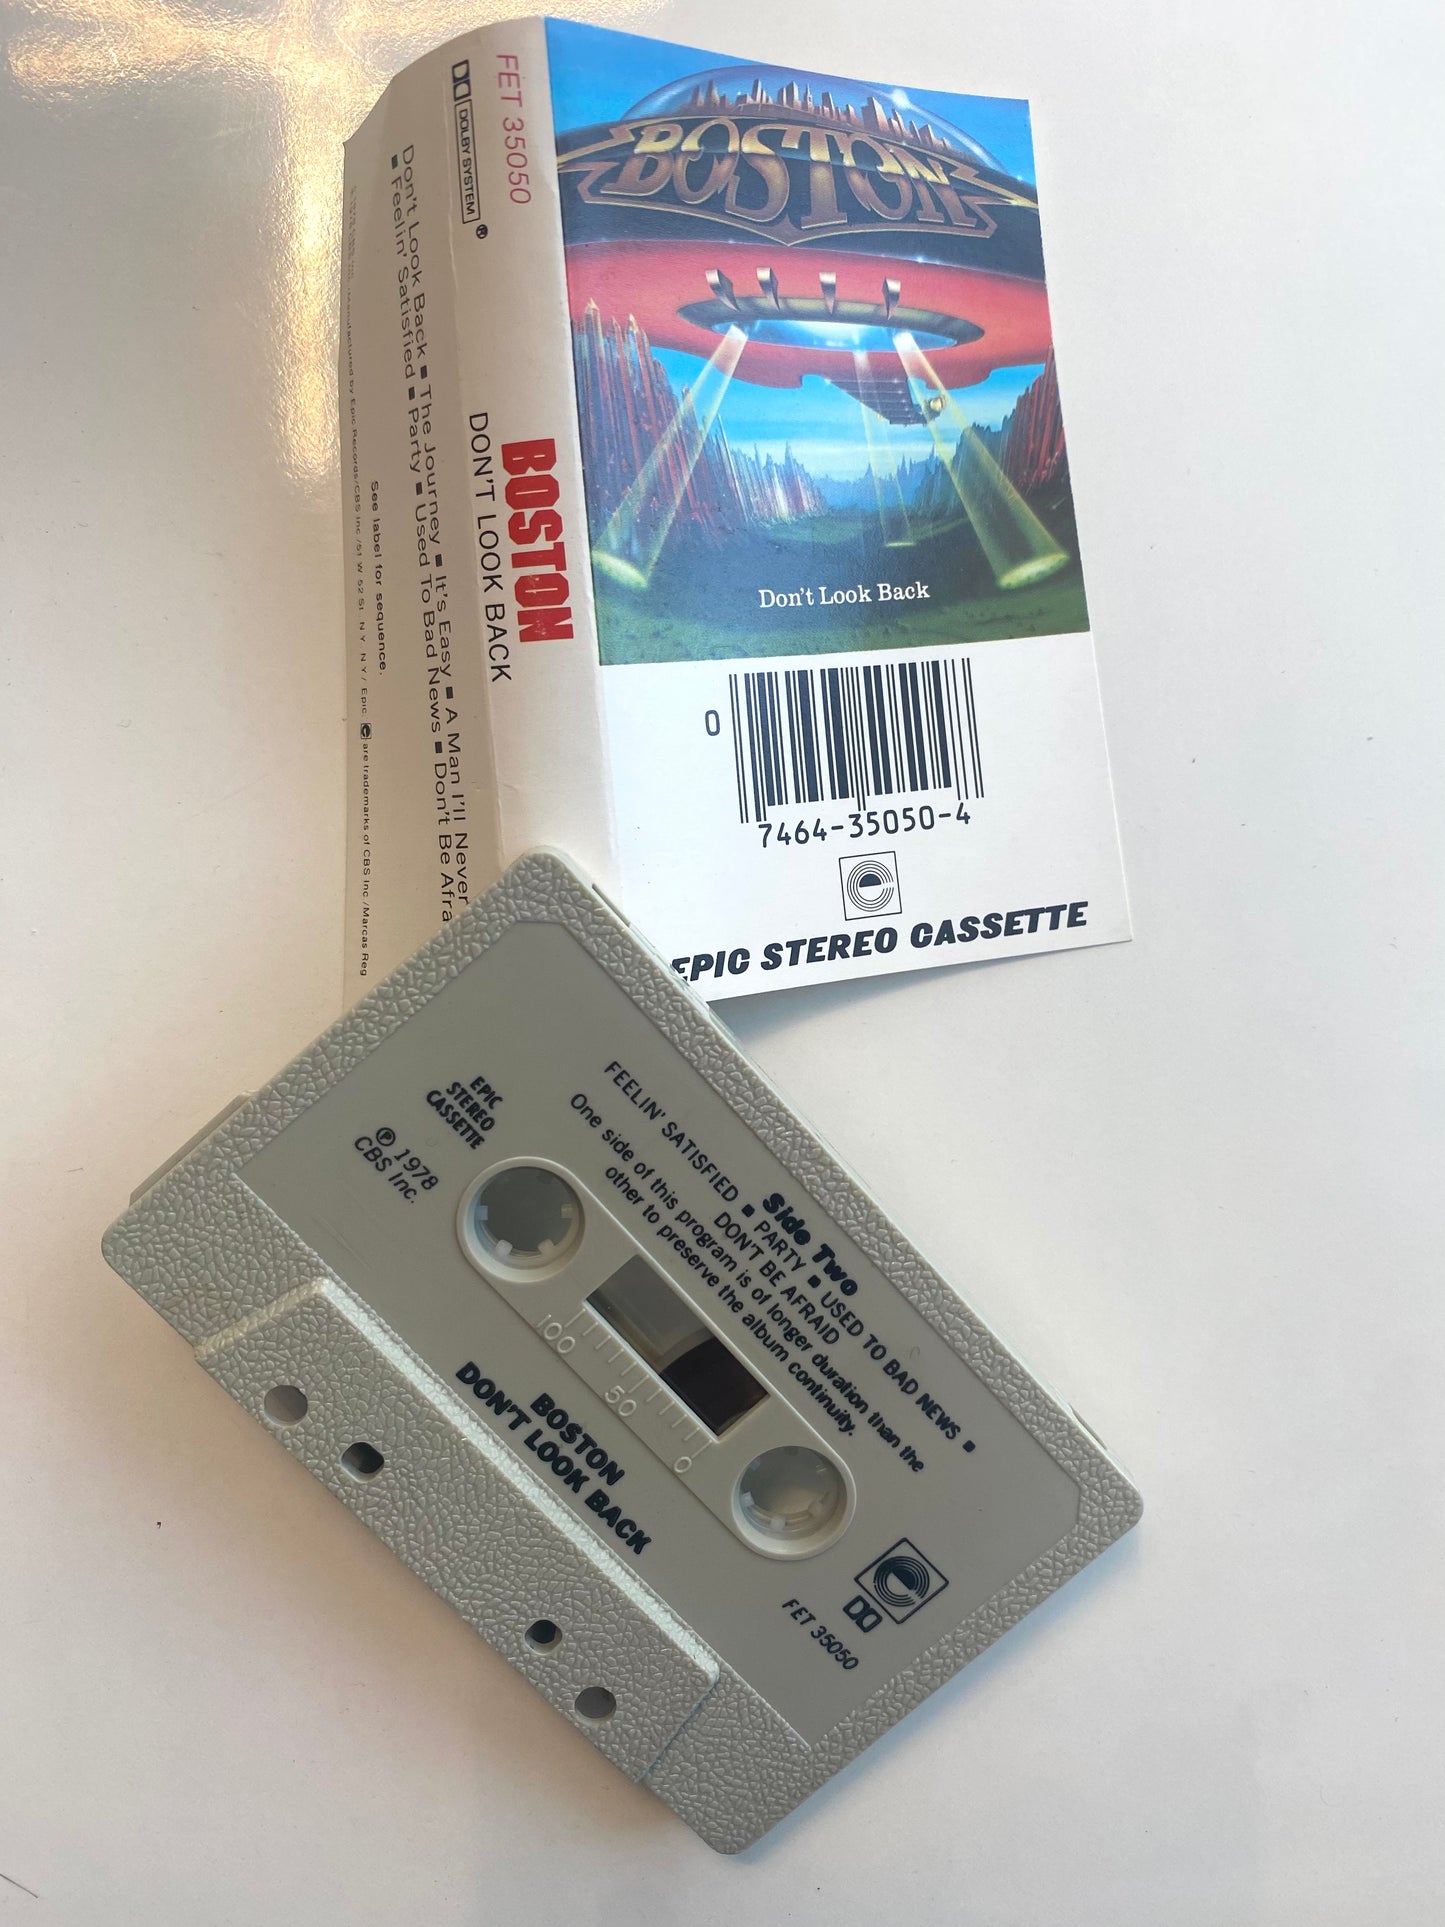 BOSTON
Don't Look Back
0
7464-35050-4
e
EPIC STEREO CASSETTE
FET 35050
BOSTON
DOLBY SYSTEM ®
DON'T LOOK BACK
Don't Look Back ■ The Journey ■ It's Easy ■ A Man I'll Never
■ Feelin' Satisfied ■ Party ■ Used To Bad News ■ Don't Be Afra
See label for sequence.
Manufactured by Epic Records/CBS Inc./51 W. 52 St. N.Y. N.Y./ Epic, e are trademarks of CBS Inc./Marcas Reg
Side Two
FEELIN' SATISFIED ■ PARTY ■ USED TO BAD NEWS ■
DON'T BE AFRAID
One side of this program is of longer duration than the
other to preserve the album continuity.
EPIC
STEREO
CASSETTE
℗ 1978
CBS Inc.
100 50 0
BOSTON
DON'T LOOK BACK
e
FET 35050